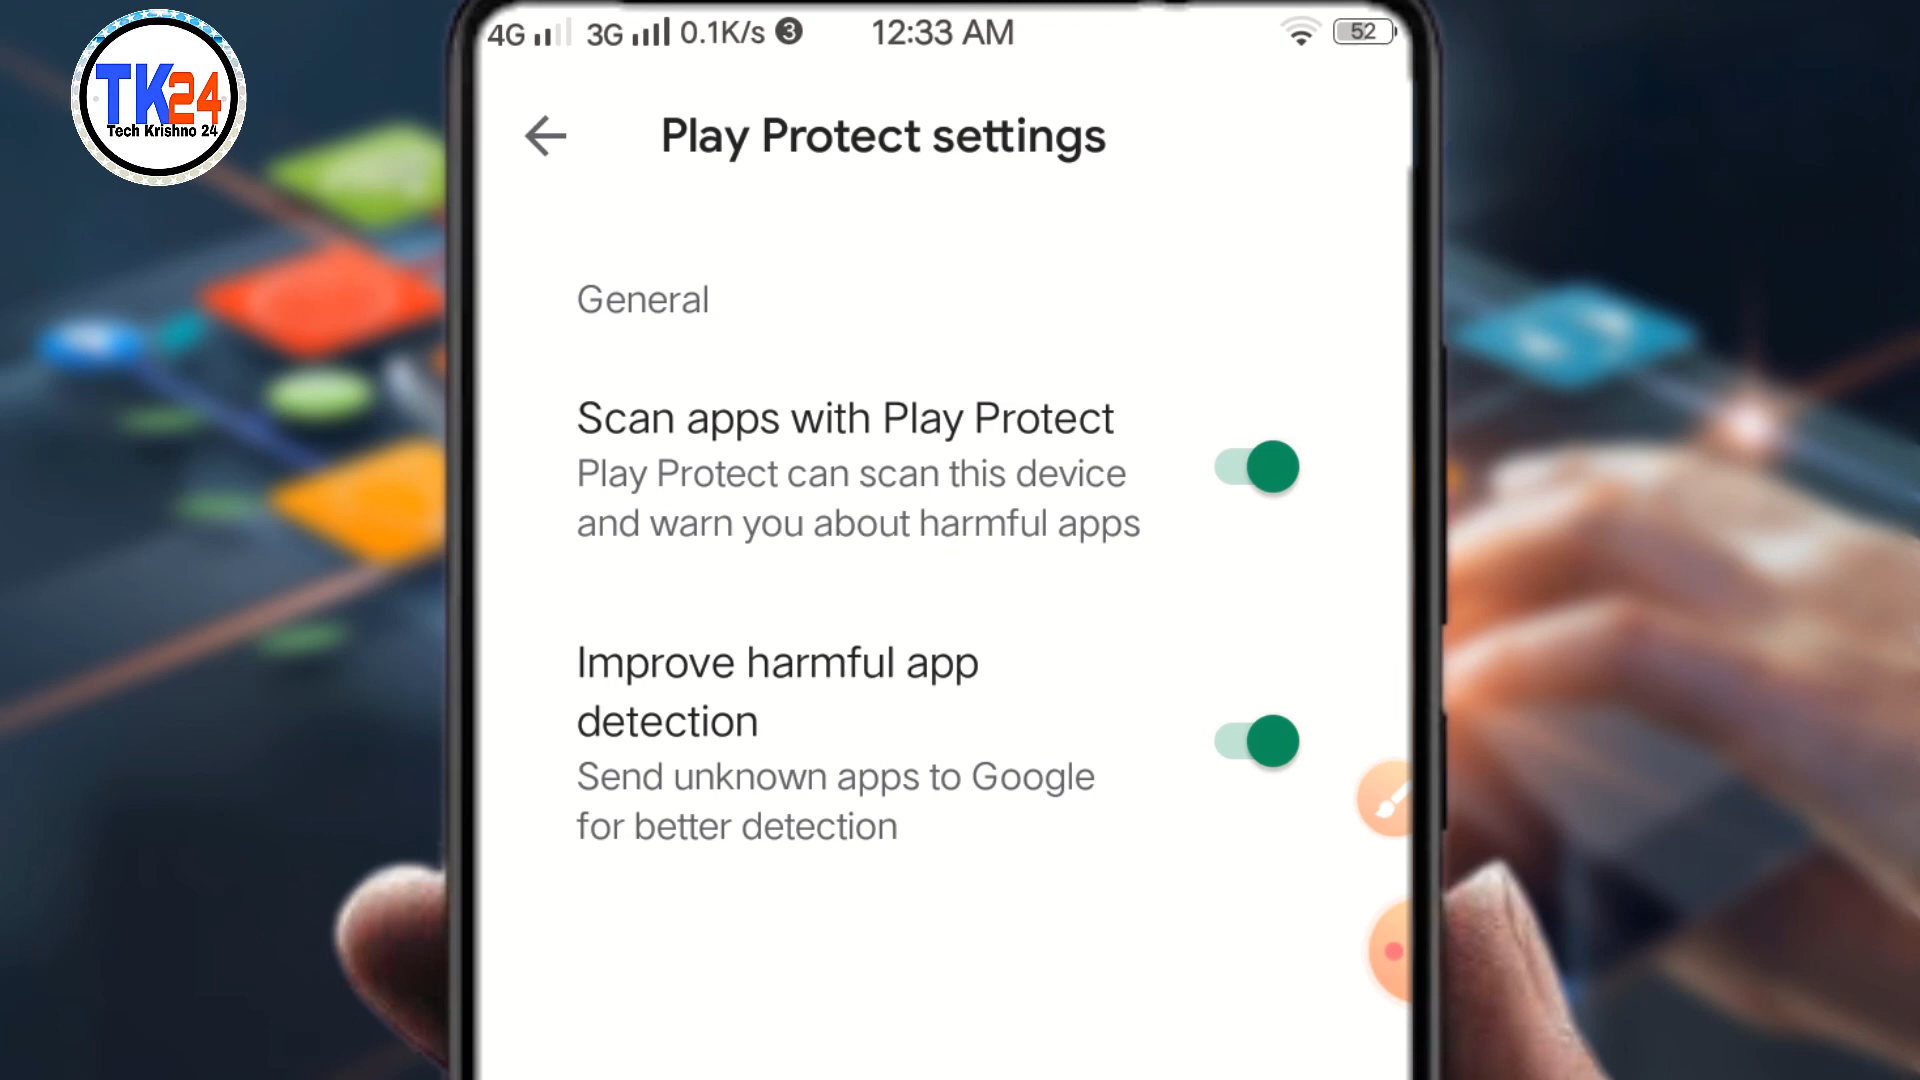 TK24
Tech Krishno 24
4G 3G 0.1K/s 3 12:33 AM 52
Play Protect settings
General
Scan apps with Play Protect
Play Protect can scan this device
and warn you about harmful apps
Improve harmful app
detection
Send unknown apps to Google
for better detection